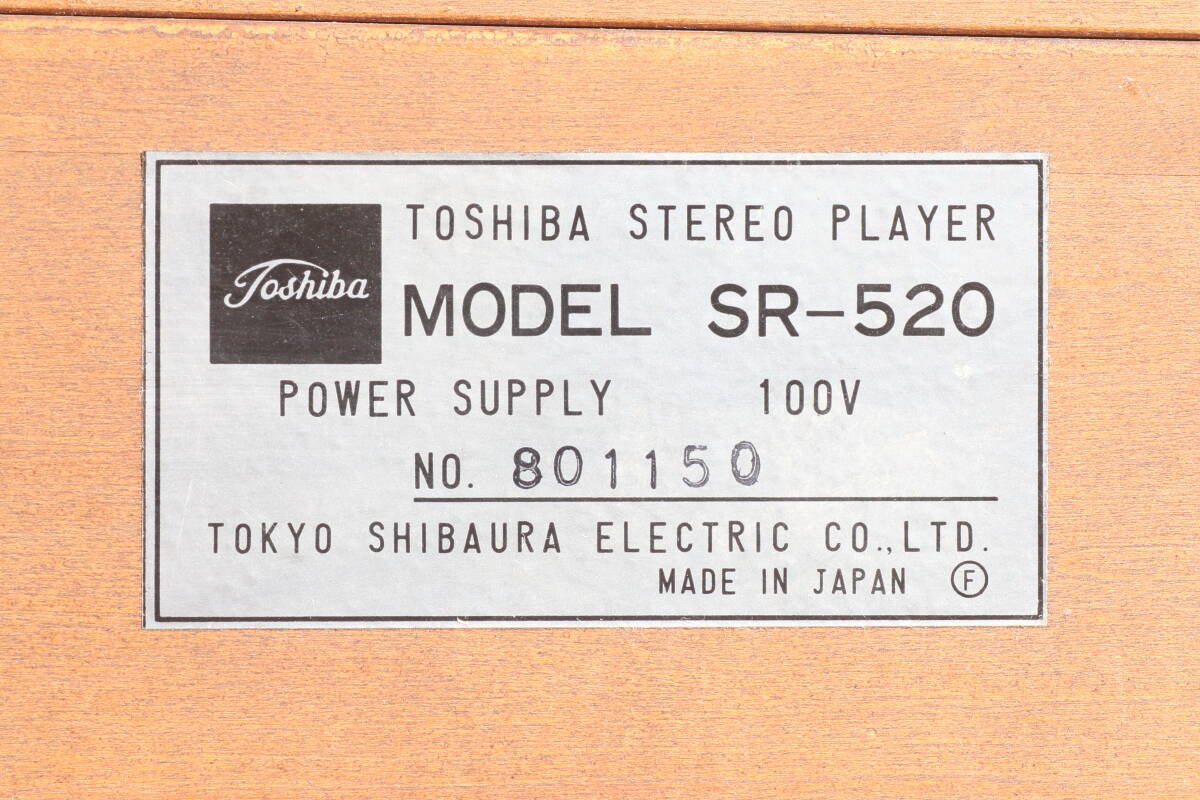 TOSHIBA STEREO PLAYER
Toshiba
MODEL SR-520
POWER SUPPLY 100V
NO. 801150
TOKYO SHIBAURA ELECTRIC CO.,LTD.
MADE IN JAPAN Ⓕ